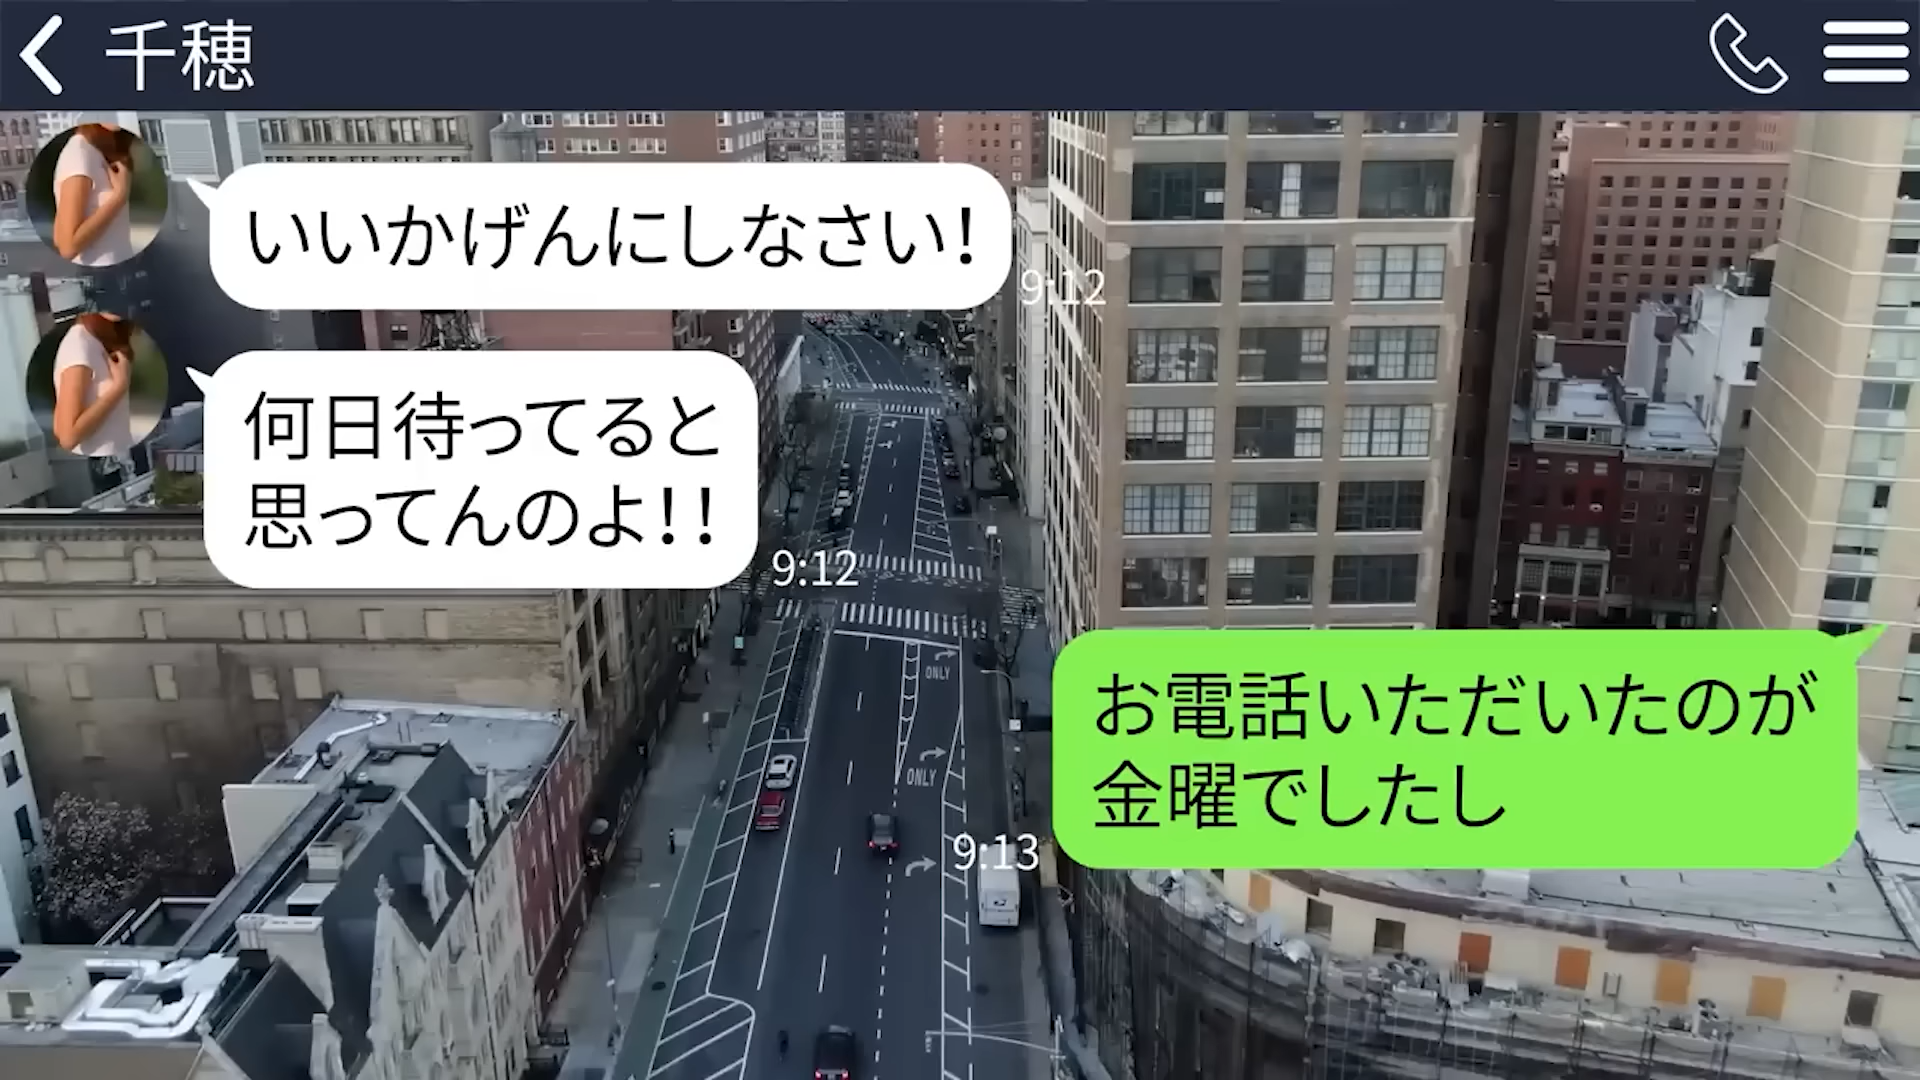 千穂
いいかげんにしなさい！
9:12
何日待ってると
思ってんのよ！！
9:12
お電話いただいたのが
金曜でしたし
9:13
ONLY
ONLY